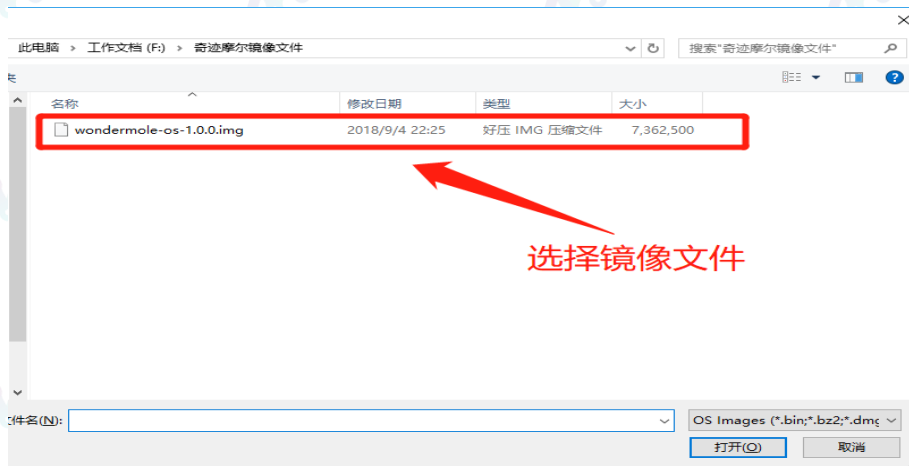 此电脑 > 工作文档 (F:) > 奇迹摩尔镜像文件
搜索"奇迹摩尔镜像文件"
名称 修改日期 类型 大小
wondermole-os-1.0.0.img 2018/9/4 22:25 好压 IMG 压缩文件 7,362,500
选择镜像文件
件名(N): OS Images (*.bin;*.bz2;*.dmg
打开(O) 取消